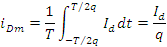 i_{Dm} = \frac{1}{T} \int_{-T/2q}^{T/2q} I_d \, dt = \frac{I_d}{q}